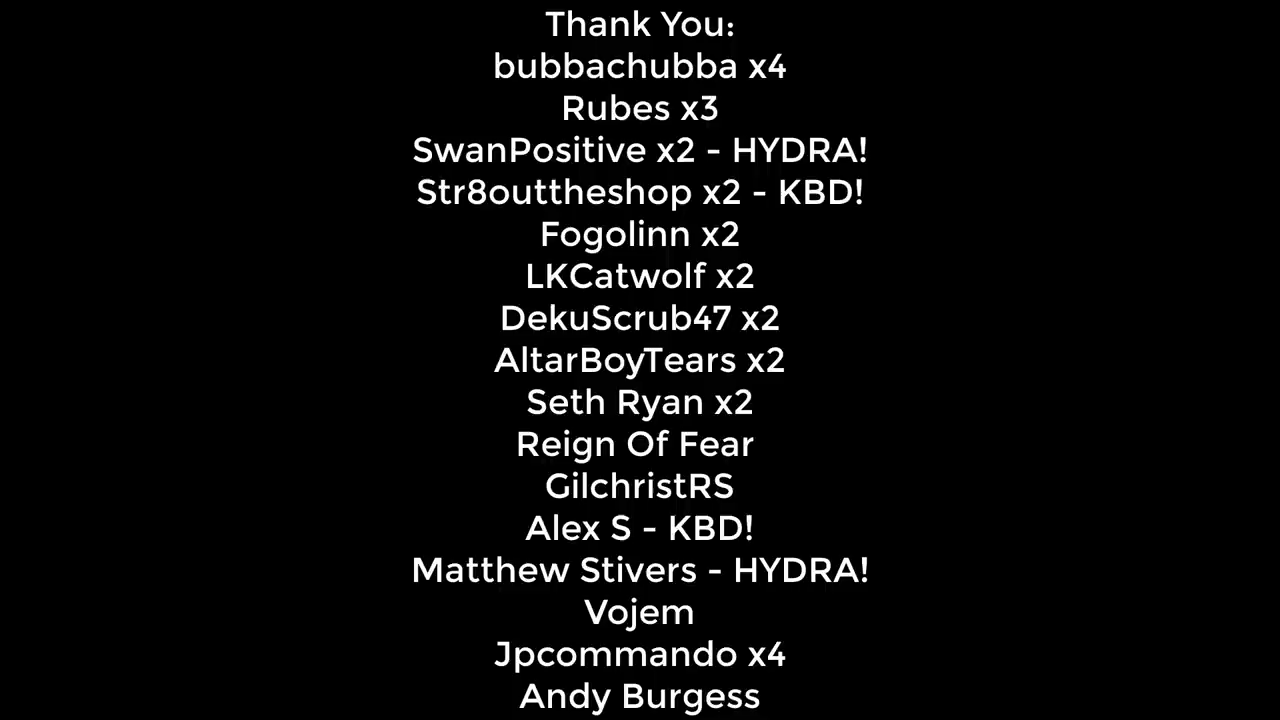 Thank You:
bubbachubba x4
Rubes x3
SwanPositive x2 - HYDRA!
Str8outtheshop x2 - KBD!
Fogolinn x2
LKCatwolf x2
DekuScrub47 x2
AltarBoyTears x2
Seth Ryan x2
Reign Of Fear
GilchristRS
Alex S - KBD!
Matthew Stivers - HYDRA!
Vojem
Jpcommando x4
Andy Burgess